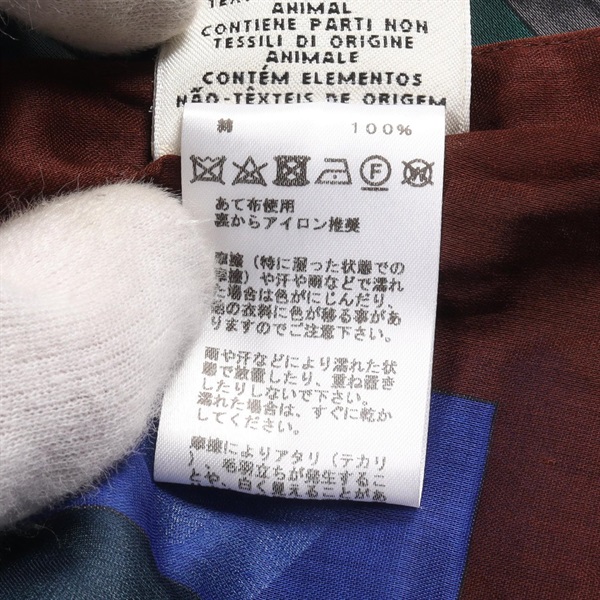 TEX
ANIMAL
CONTIENE PARTI NON
TESSILI DI ORIGINE
ANIMALE
CONTÉM ELEMENTOS
NÃO-TÊXTEIS DE ORIGEM
100%
F
W
あて布使用
裏からアイロン推奨
摩擦(特に湿った状態での
摩擦)や汗や雨などで濡れ
た場合は色がにじんだり、
他の衣料に色が移る事があ
りますのでご注意下さい。
雨や汗などにより濡れた状
態で放置したり、重ね置き
したりしないで下さい。
濡れた場合は、すぐに乾か
してください。
摩擦によりアタリ(テカリ
)、毛羽立ちが発生するこ
とや、白く見えることがあ